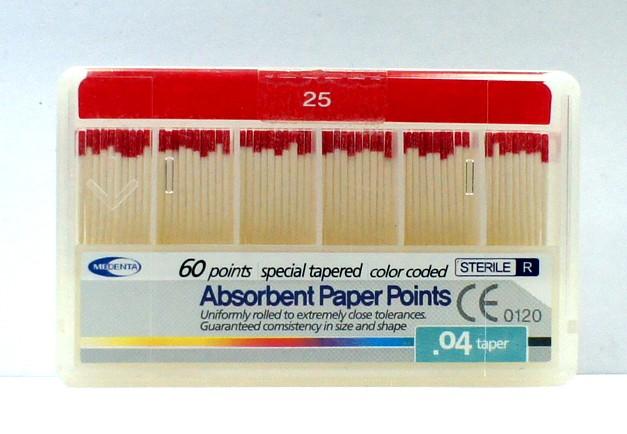 25
MEDENTA
60 points special tapered color coded STERILE R
Absorbent Paper Points CE 0120
Uniformly rolled to extremely close tolerances.
Guaranteed comsistency in size and shape
.04 taper